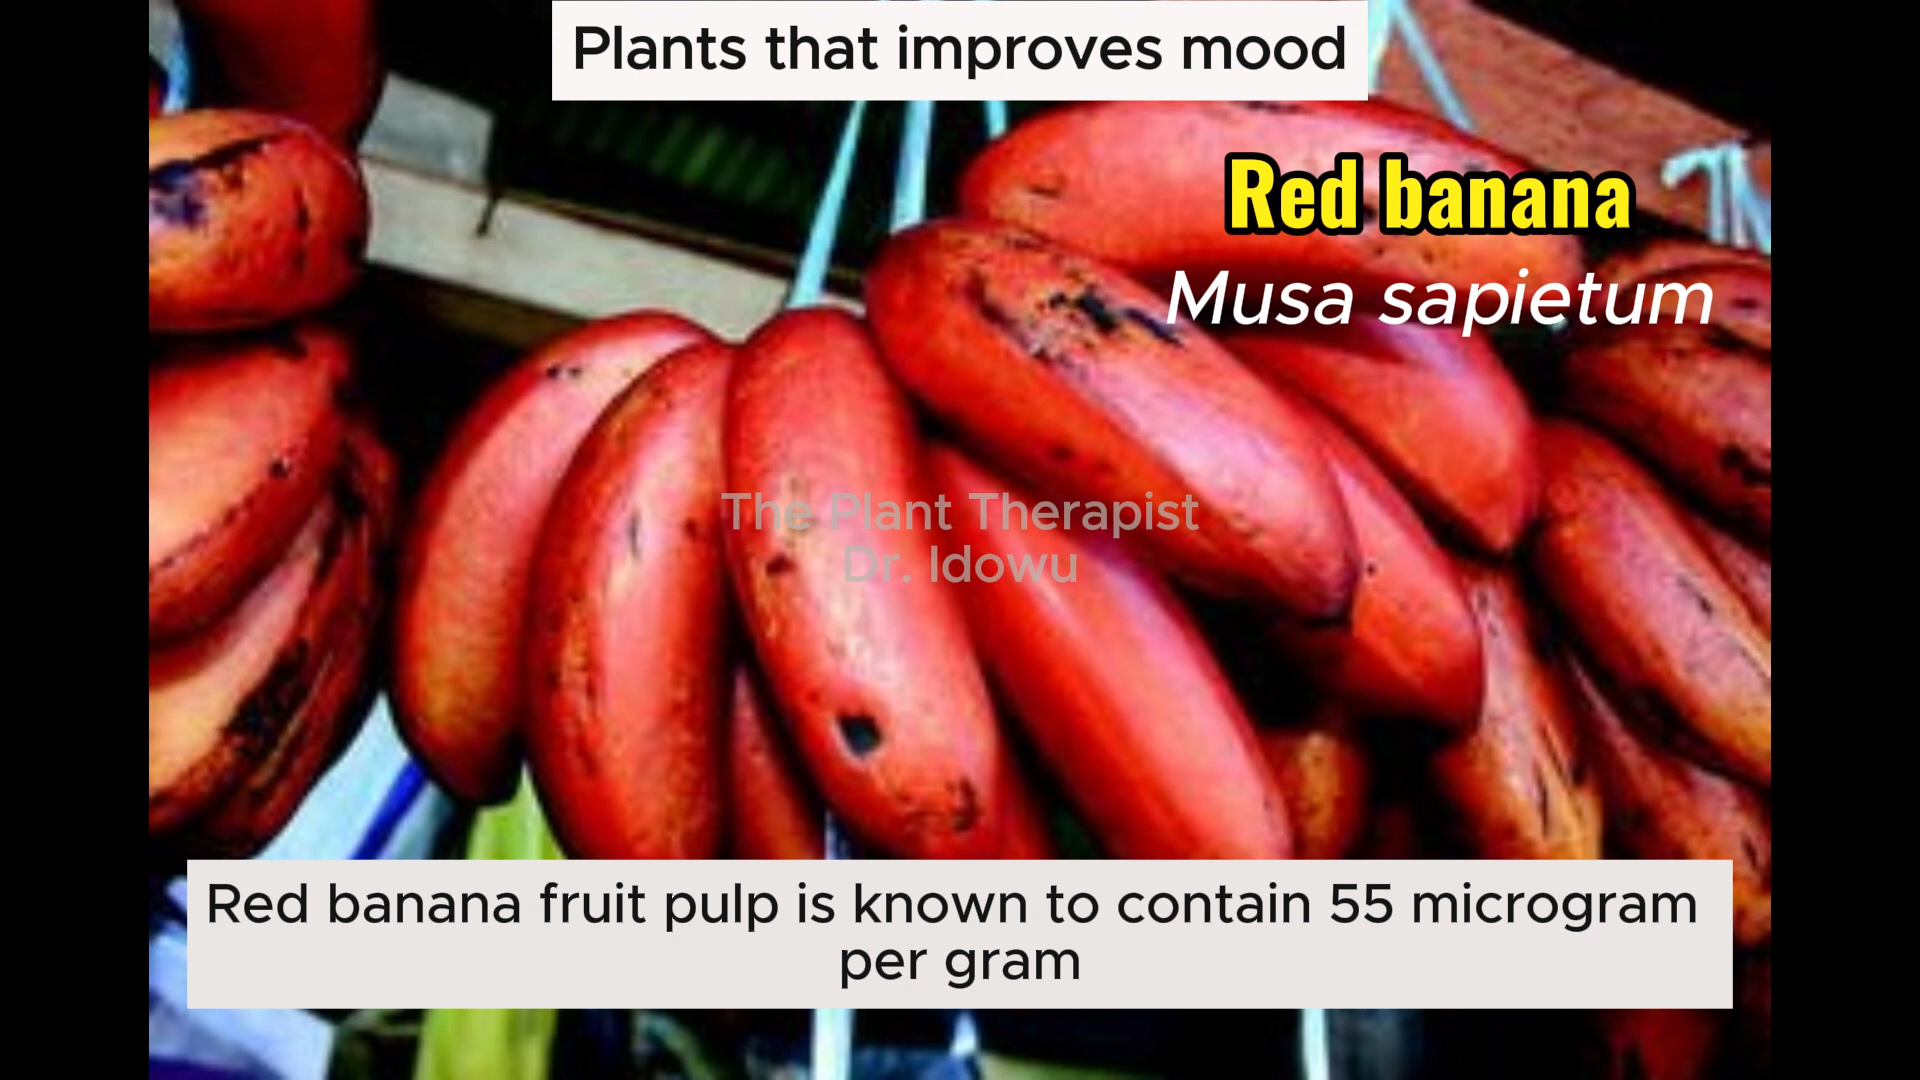 Plants that improves mood
Red banana
Musa sapietum
The Plant Therapist
Dr. Idowu
Red banana fruit pulp is known to contain 55 microgram
per gram